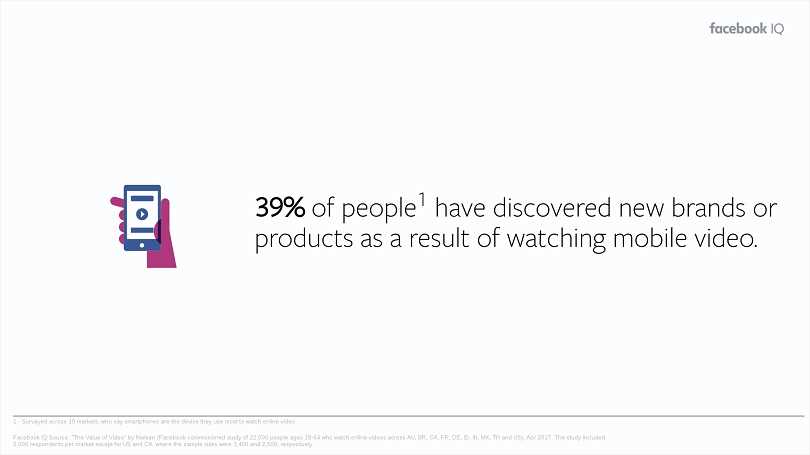 facebook IQ
39% of people1 have discovered new brands or
products as a result of watching mobile video.
1 - Surveyed across 10 markets, who say smartphones are the device they use most to watch online video
Facebook IQ Source: "The Value of Video" by Nielsen (Facebook-commissioned study of 22,000 people ages 18-64 who watch online videos across AU, BR, CA, FR, DE, ID, IN, MX, TH and US), Apr 2017. The study included
2,000 respondents per market except for US and CA, where the sample sizes were 3,400 and 2,500, respectively.